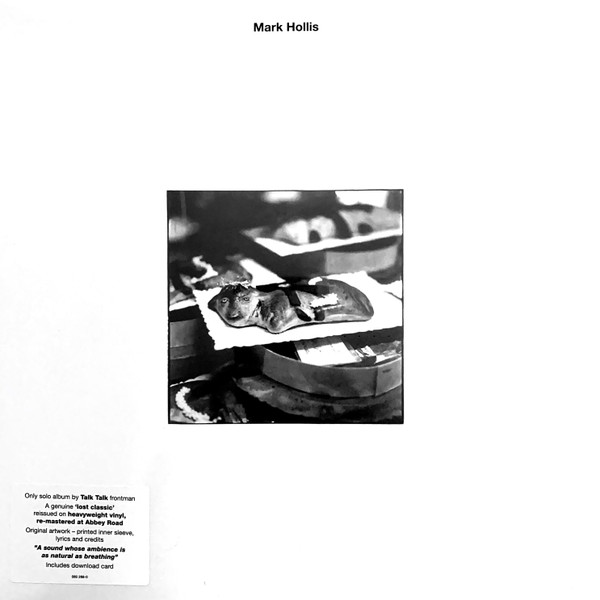 Mark Hollis
Only solo album by Talk Talk frontman
A genuine 'lost classic'
reissued on heavyweight vinyl,
re-mastered at Abbey Road
Original artwork – printed inner sleeve,
lyrics and credits
"A sound whose ambience is
as natural as breathing"
Includes download card